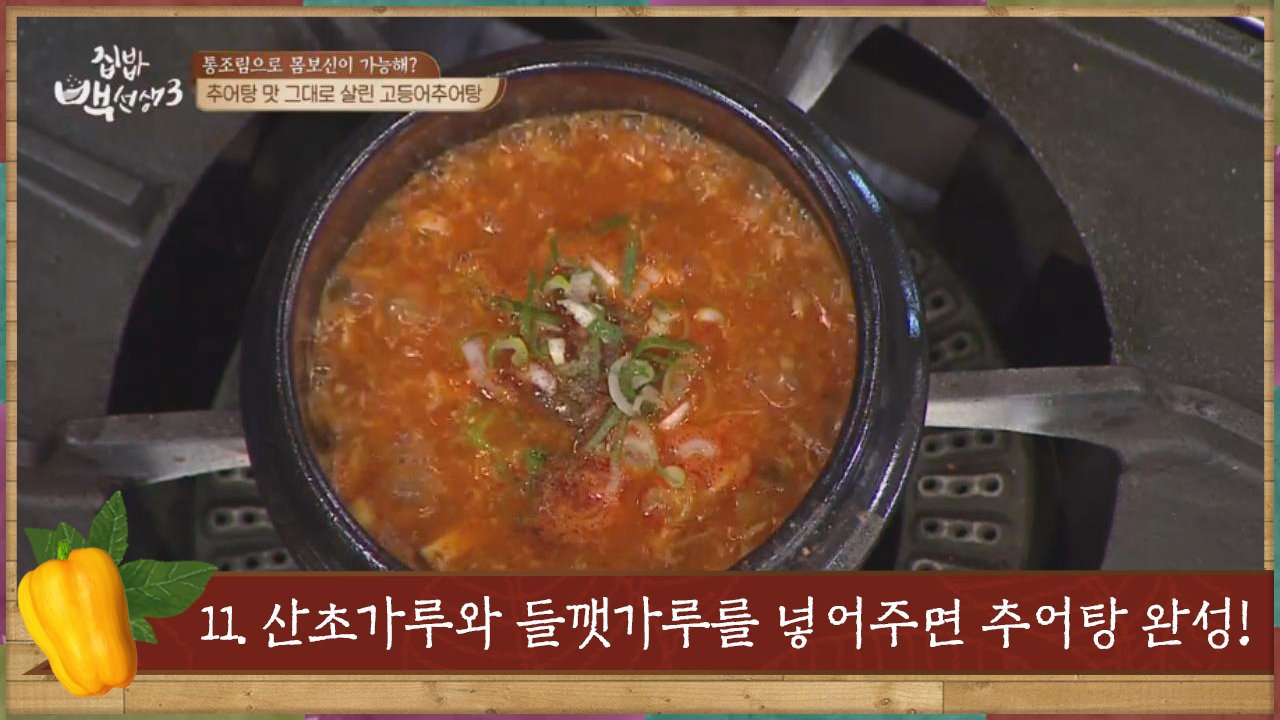 집밥
백선생3
통조림으로 몸보신이 가능해?
추어탕 맛 그대로 살린 고등어추어탕
11. 산초가루와 들깻가루를 넣어주면 추어탕 완성!